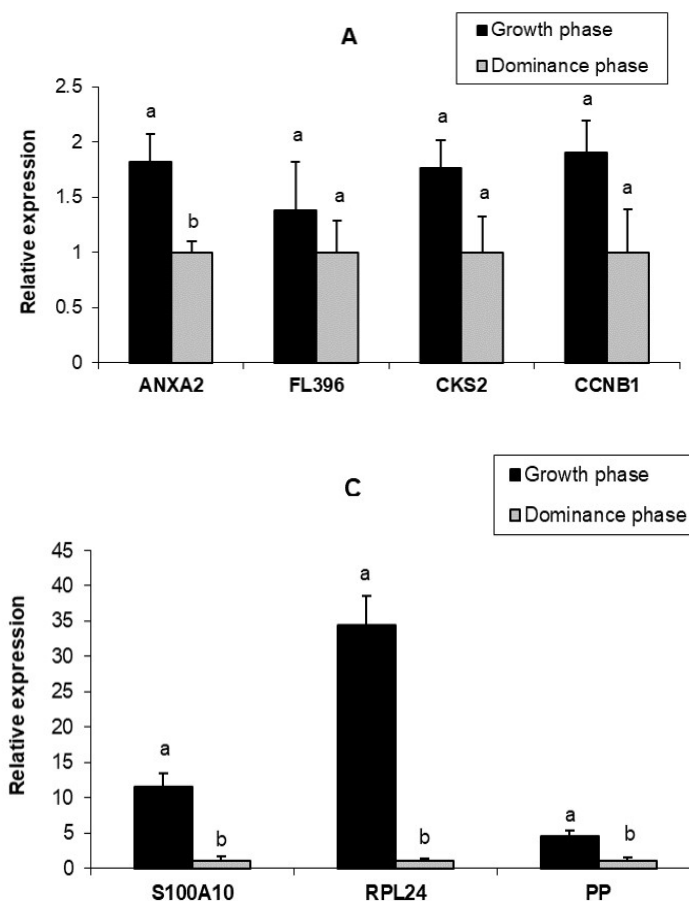 A
Growth phase
Dominance phase
Relative expression
2.5
2
1.5
1
0.5
0
a
b
a
a
a
a
a
a
ANXA2 FL396 CKS2 CCNB1
C
Growth phase
Dominance phase
Relative expression
45
40
35
30
25
20
15
10
5
0
a
b
a
b
a
b
S100A10 RPL24 PP